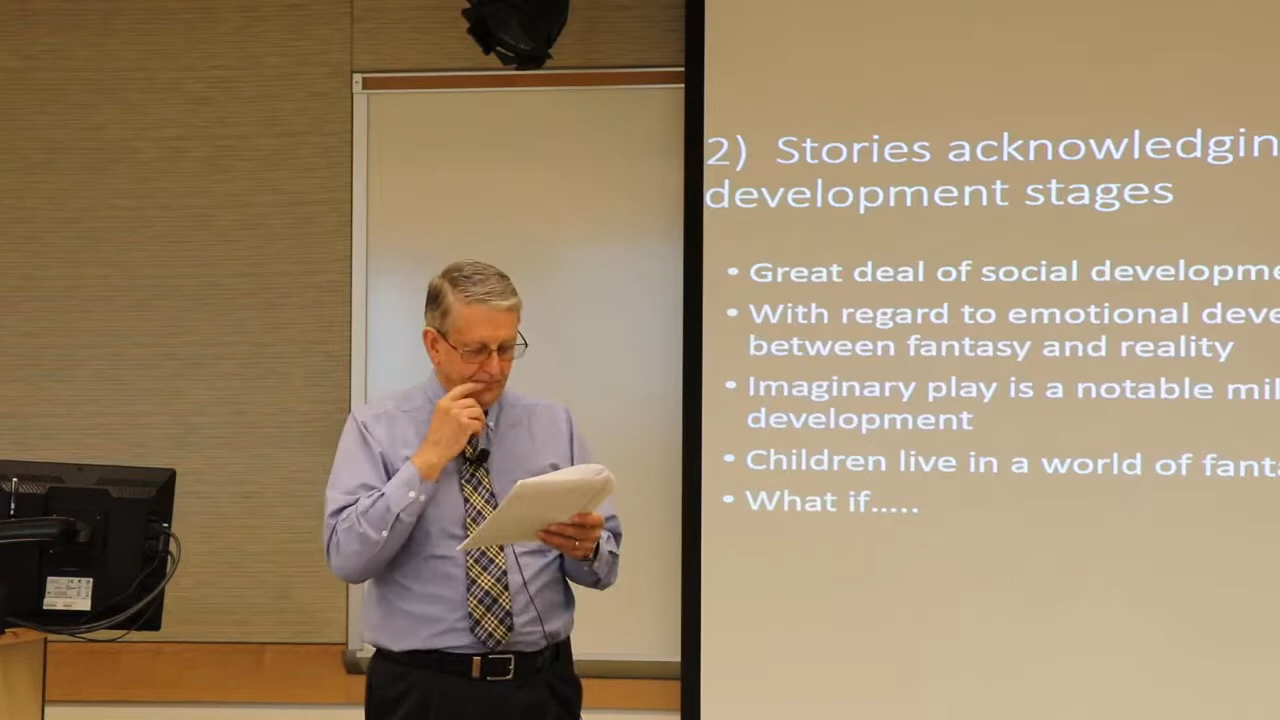 2) Stories acknowledgin
development stages
• Great deal of social developme
• With regard to emotional deve
between fantasy and reality
• Imaginary play is a notable mil
development
• Children live in a world of fanta
• What if.....